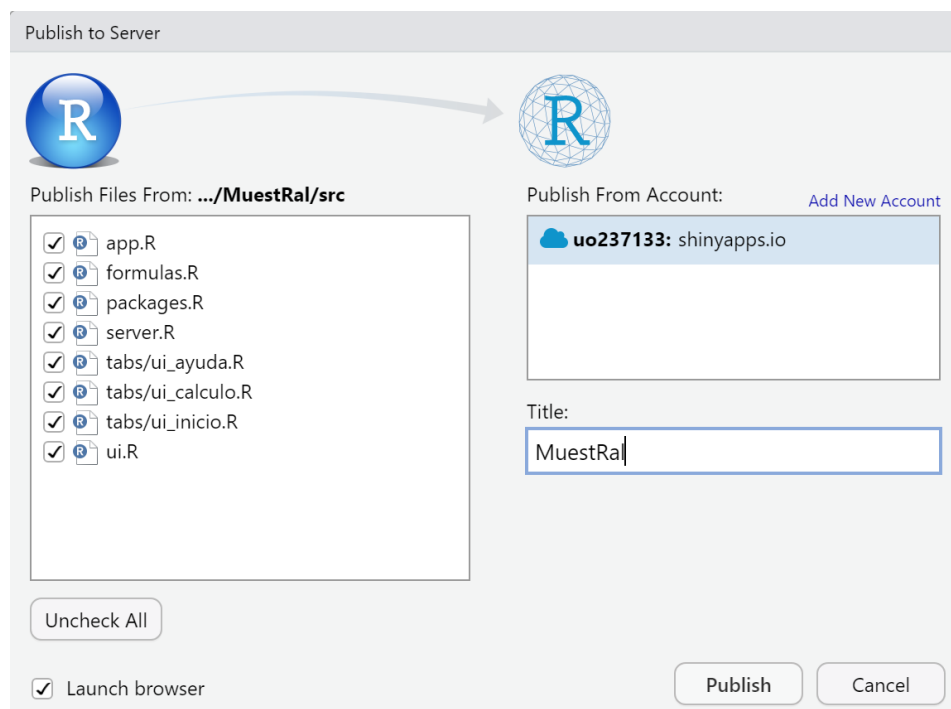 Publish to Server
R
R
Publish Files From: .../MuestRal/src
app.R
formulas.R
packages.R
server.R
tabs/ui_ayuda.R
tabs/ui_calculo.R
tabs/ui_inicio.R
ui.R
Uncheck All
Launch browser
Publish From Account:
Add New Account
uo237133: shinyapps.io
Title:
MuestRal
Publish
Cancel